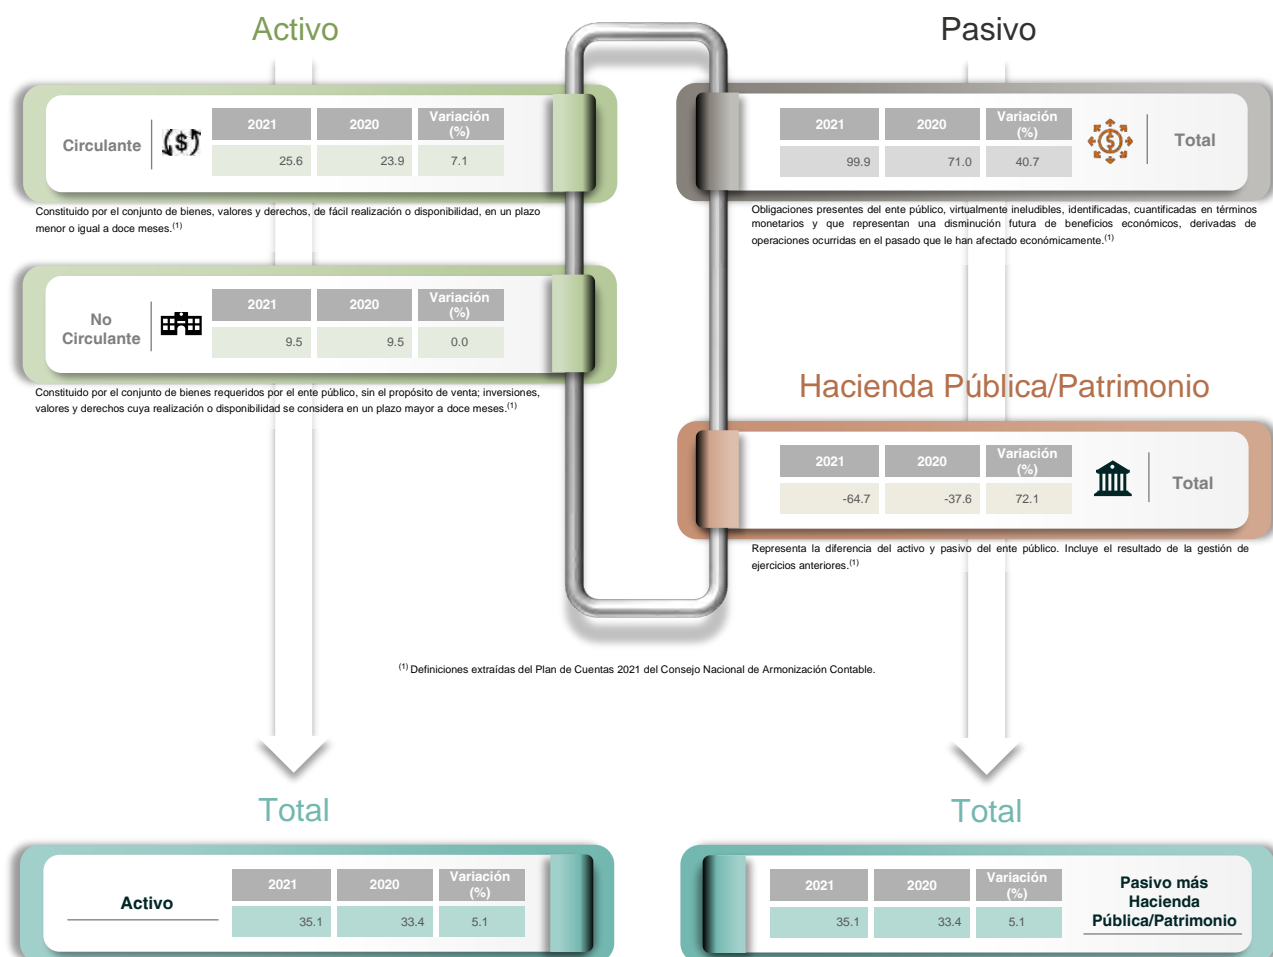 Activo
Circulante
2021 2020 Variación (%)
25.6 23.9 7.1
Constituido por el conjunto de bienes, valores y derechos, de fácil realización o disponibilidad, en un plazo
menor o igual a doce meses.(1)
No
Circulante
2021 2020 Variación (%)
9.5 9.5 0.0
Constituido por el conjunto de bienes requeridos por el ente público, sin el propósito de venta; inversiones,
valores y derechos cuya realización o disponibilidad se considera en un plazo mayor a doce meses.(1)
Pasivo
2021 2020 Variación (%)
99.9 71.0 40.7
Total
Obligaciones presentes del ente público, virtualmente ineludibles, identificadas, cuantificadas en términos
monetarios y que representan una disminución futura de beneficios económicos, derivadas de
operaciones ocurridas en el pasado que le han afectado económicamente.(1)
Hacienda Pública/Patrimonio
2021 2020 Variación (%)
-64.7 -37.6 72.1
Total
Representa la diferencia del activo y pasivo del ente público. Incluye el resultado de la gestión de
ejercicios anteriores.(1)
(1) Definiciones extraídas del Plan de Cuentas 2021 del Consejo Nacional de Armonización Contable.
Total
Activo
2021 2020 Variación (%)
35.1 33.4 5.1
Total
2021 2020 Variación (%)
35.1 33.4 5.1
Pasivo más
Hacienda
Pública/Patrimonio